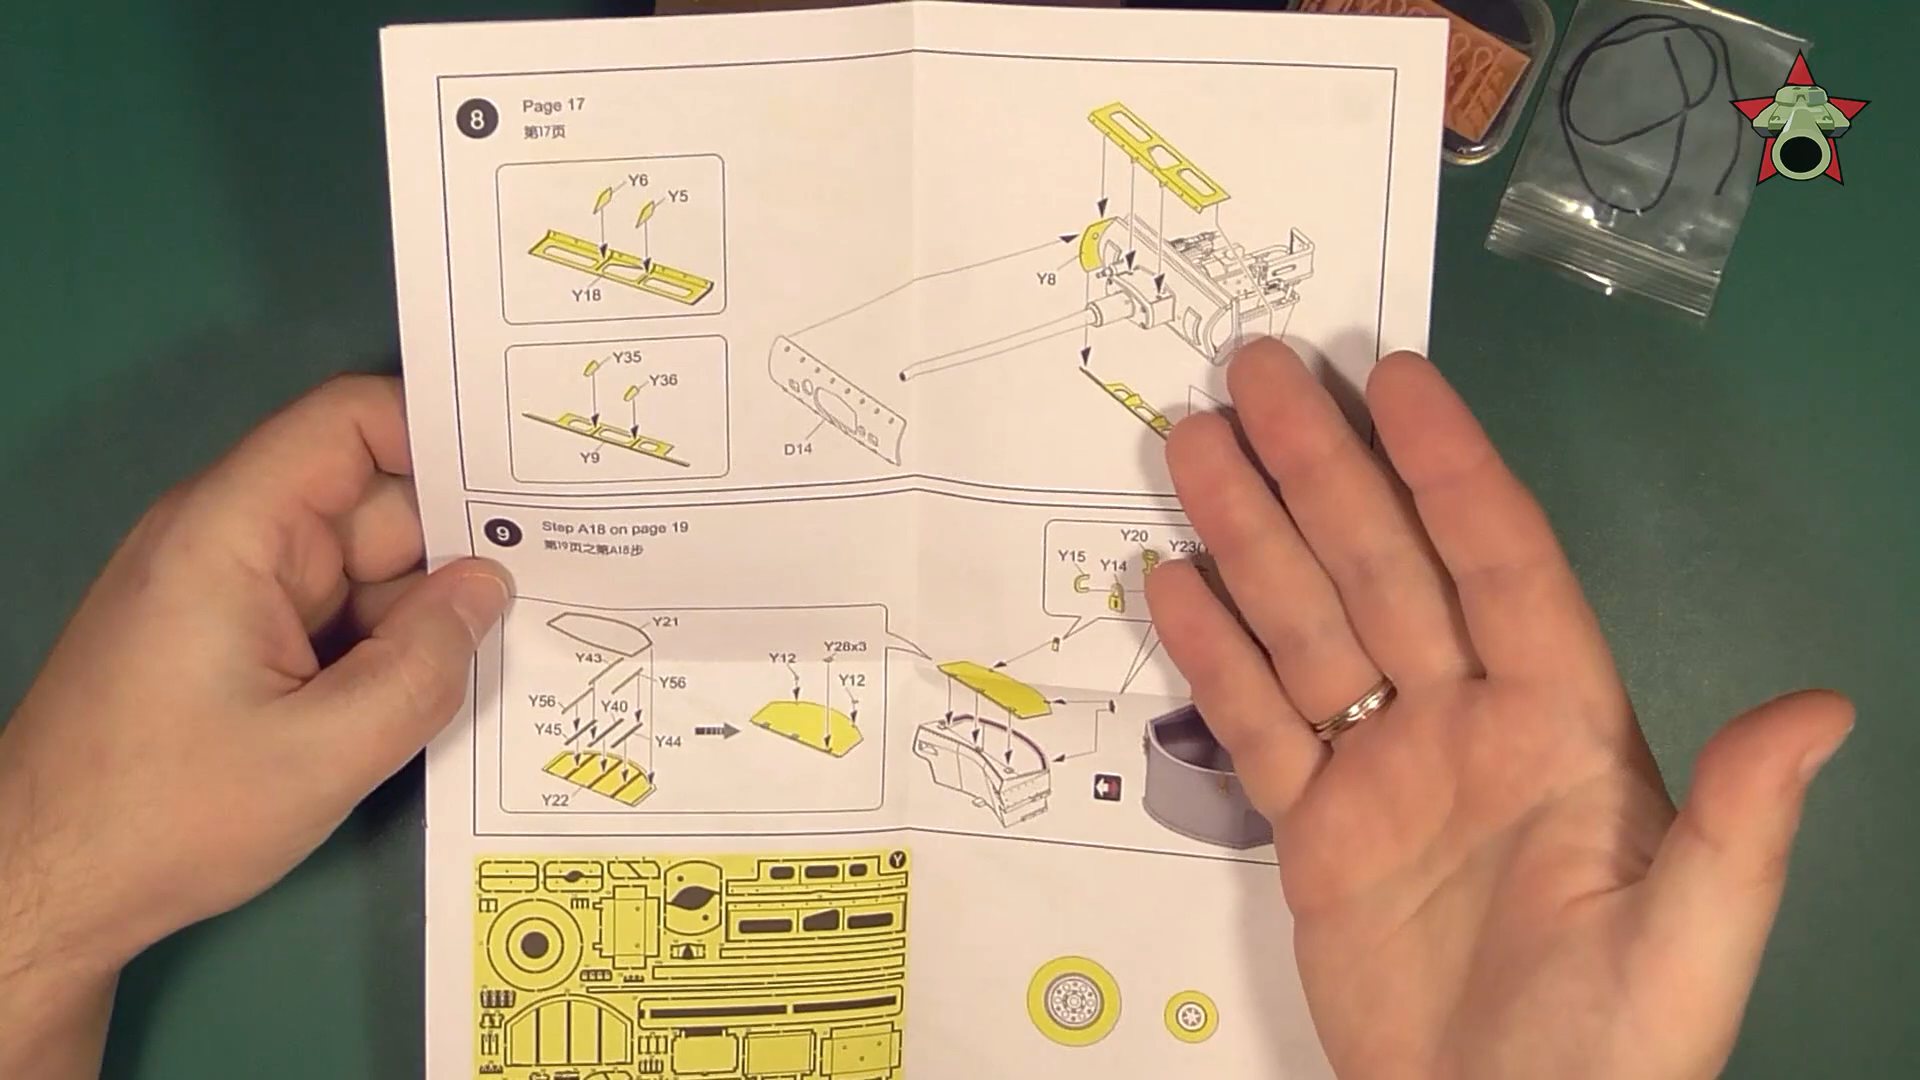 8
Page 17
第17页
Y6
Y5
Y18
Y8
Y35
Y36
Y9
D14
9
Step A18 on page 19
第19页之第A18步
Y20
Y15
Y14
Y23(
Y21
Y43
Y56
Y56
Y40
Y45
Y44
Y22
Y12
Y28x3
Y12
Y